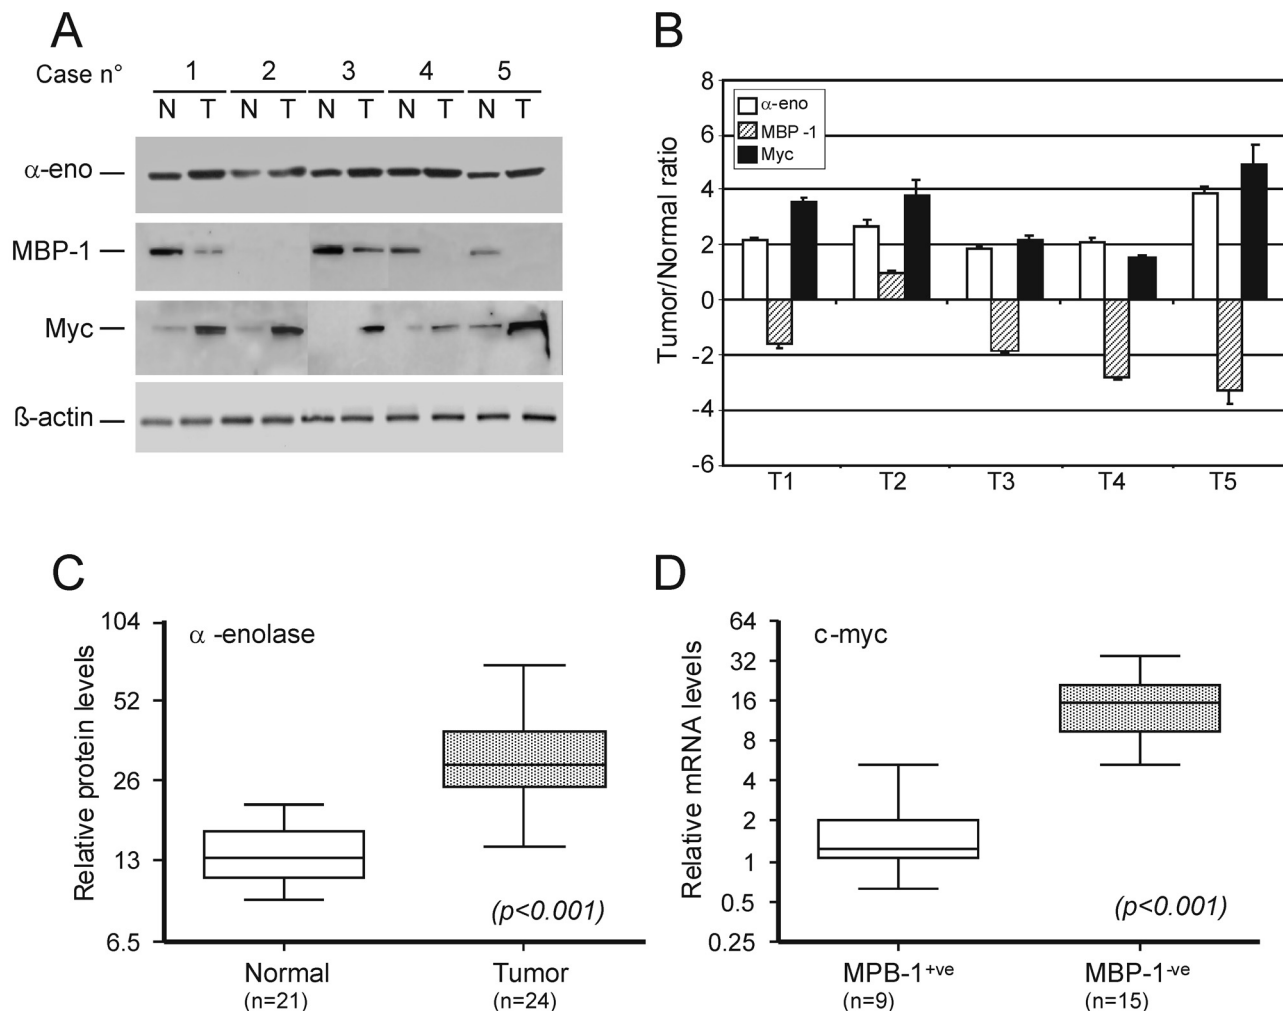 A
Case n° 1 2 3 4 5
N T N T N T N T N T
α-eno
MBP-1
Myc
ß-actin
B
Tumor/Normal ratio
8
6
4
2
0
-2
-4
-6
α-eno
MBP -1
Myc
T1 T2 T3 T4 T5
C
Relative protein levels
104
52
26
13
6.5
α -enolase
(p<0.001)
Normal Tumor
(n=21) (n=24)
D
Relative mRNA levels
64
32
16
8
4
2
1
0.5
0.25
c-myc
(p<0.001)
MPB-1+ve MBP-1-ve
(n=9) (n=15)